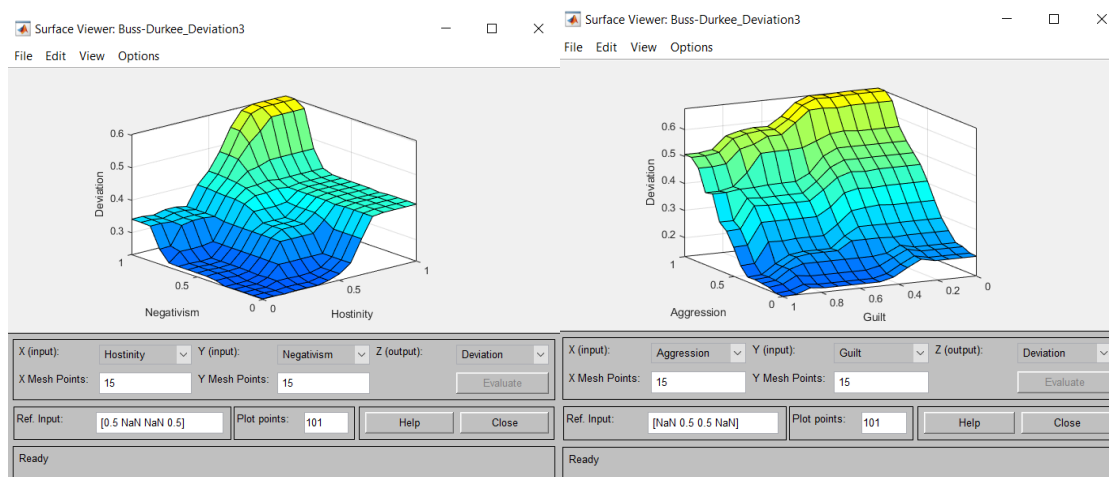 Surface Viewer: Buss-Durkee_Deviation3
File Edit View Options
0.6
0.5
0.4
0.3
Deviation
1
0.5
0
Negativism
0
0.5
1
Hostinity
X (input): Hostinity Y (input): Negativism Z (output): Deviation
X Mesh Points: 15 Y Mesh Points: 15 Evaluate
Ref. Input: [0.5 NaN NaN 0.5] Plot points: 101 Help Close
Ready
Surface Viewer: Buss-Durkee_Deviation3
File Edit View Options
0.6
0.5
0.4
0.3
0.2
Deviation
1
0.5
0
Aggression
1
0.8
0.6
0.4
0.2
0
Guilt
X (input): Aggression Y (input): Guilt Z (output): Deviation
X Mesh Points: 15 Y Mesh Points: 15 Evaluate
Ref. Input: [NaN 0.5 0.5 NaN] Plot points: 101 Help Close
Ready